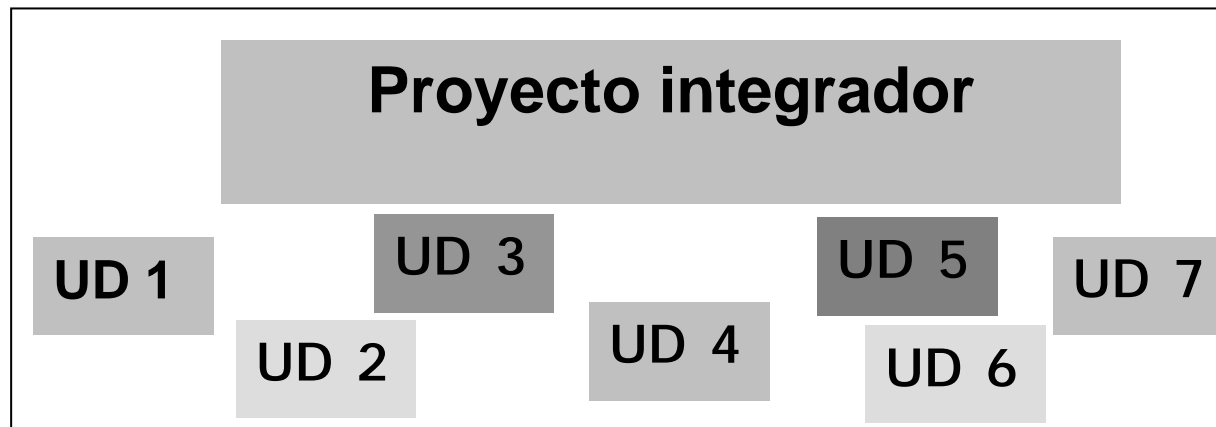 Proyecto integrador
UD 1
UD 2
UD 3
UD 4
UD 5
UD 6
UD 7